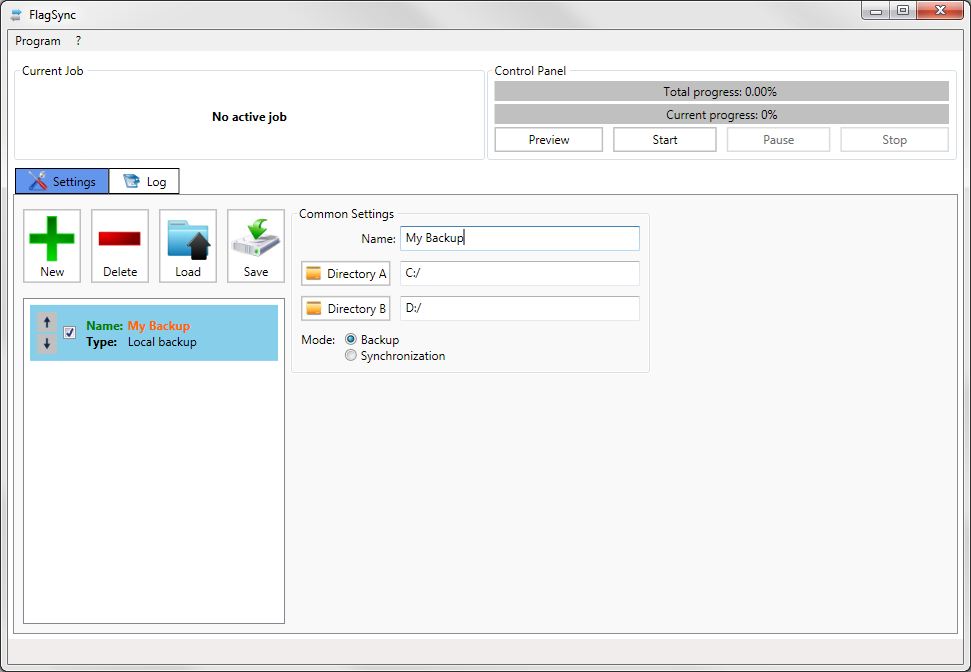 FlagSync
Program ?
Current Job
No active job
Control Panel
Total progress: 0.00%
Current progress: 0%
Preview Start Pause Stop
Settings Log
New Delete Load Save
Name: My Backup
Type: Local backup
Common Settings
Name: My Backup
Directory A C:/
Directory B D:/
Mode: Backup
Synchronization